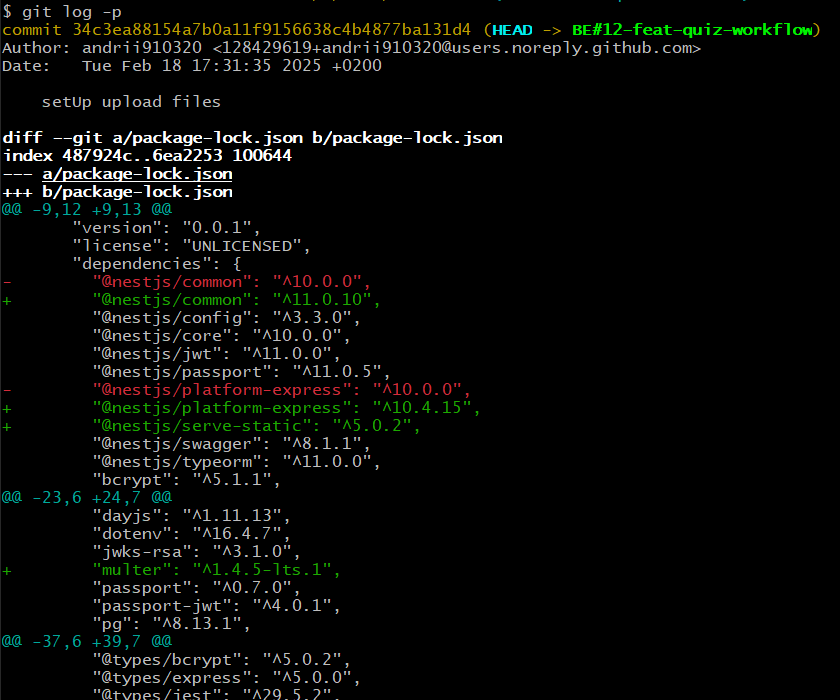 $ git log -p
commit 34c3ea88154a7b0a11f9156638c4b4877ba131d4 (HEAD -> BE#12-feat-quiz-workflow)
Author: andrii910320 <128429619+andrii910320@users.noreply.github.com>
Date:   Tue Feb 18 17:31:35 2025 +0200

    setUp upload files

diff --git a/package-lock.json b/package-lock.json
index 487924c..6ea2253 100644
--- a/package-lock.json
+++ b/package-lock.json
@@ -9,12 +9,13 @@
       "version": "0.0.1",
       "license": "UNLICENSED",
       "dependencies": {
-        "@nestjs/common": "^10.0.0",
+        "@nestjs/common": "^11.0.10",
         "@nestjs/config": "^3.3.0",
         "@nestjs/core": "^10.0.0",
         "@nestjs/jwt": "^11.0.0",
         "@nestjs/passport": "^11.0.5",
-        "@nestjs/platform-express": "^10.0.0",
+        "@nestjs/platform-express": "^10.4.15",
+        "@nestjs/serve-static": "^5.0.2",
         "@nestjs/swagger": "^8.1.1",
         "@nestjs/typeorm": "^11.0.0",
         "bcrypt": "^5.1.1",
@@ -23,6 +24,7 @@
         "dayjs": "^1.11.13",
         "dotenv": "^16.4.7",
         "jwks-rsa": "^3.1.0",
+        "multer": "^1.4.5-lts.1",
         "passport": "^0.7.0",
         "passport-jwt": "^4.0.1",
         "pg": "^8.13.1",
@@ -37,6 +39,7 @@
         "@types/bcrypt": "^5.0.2",
         "@types/express": "^5.0.0",
         "@types/jest": "^29.5.2",